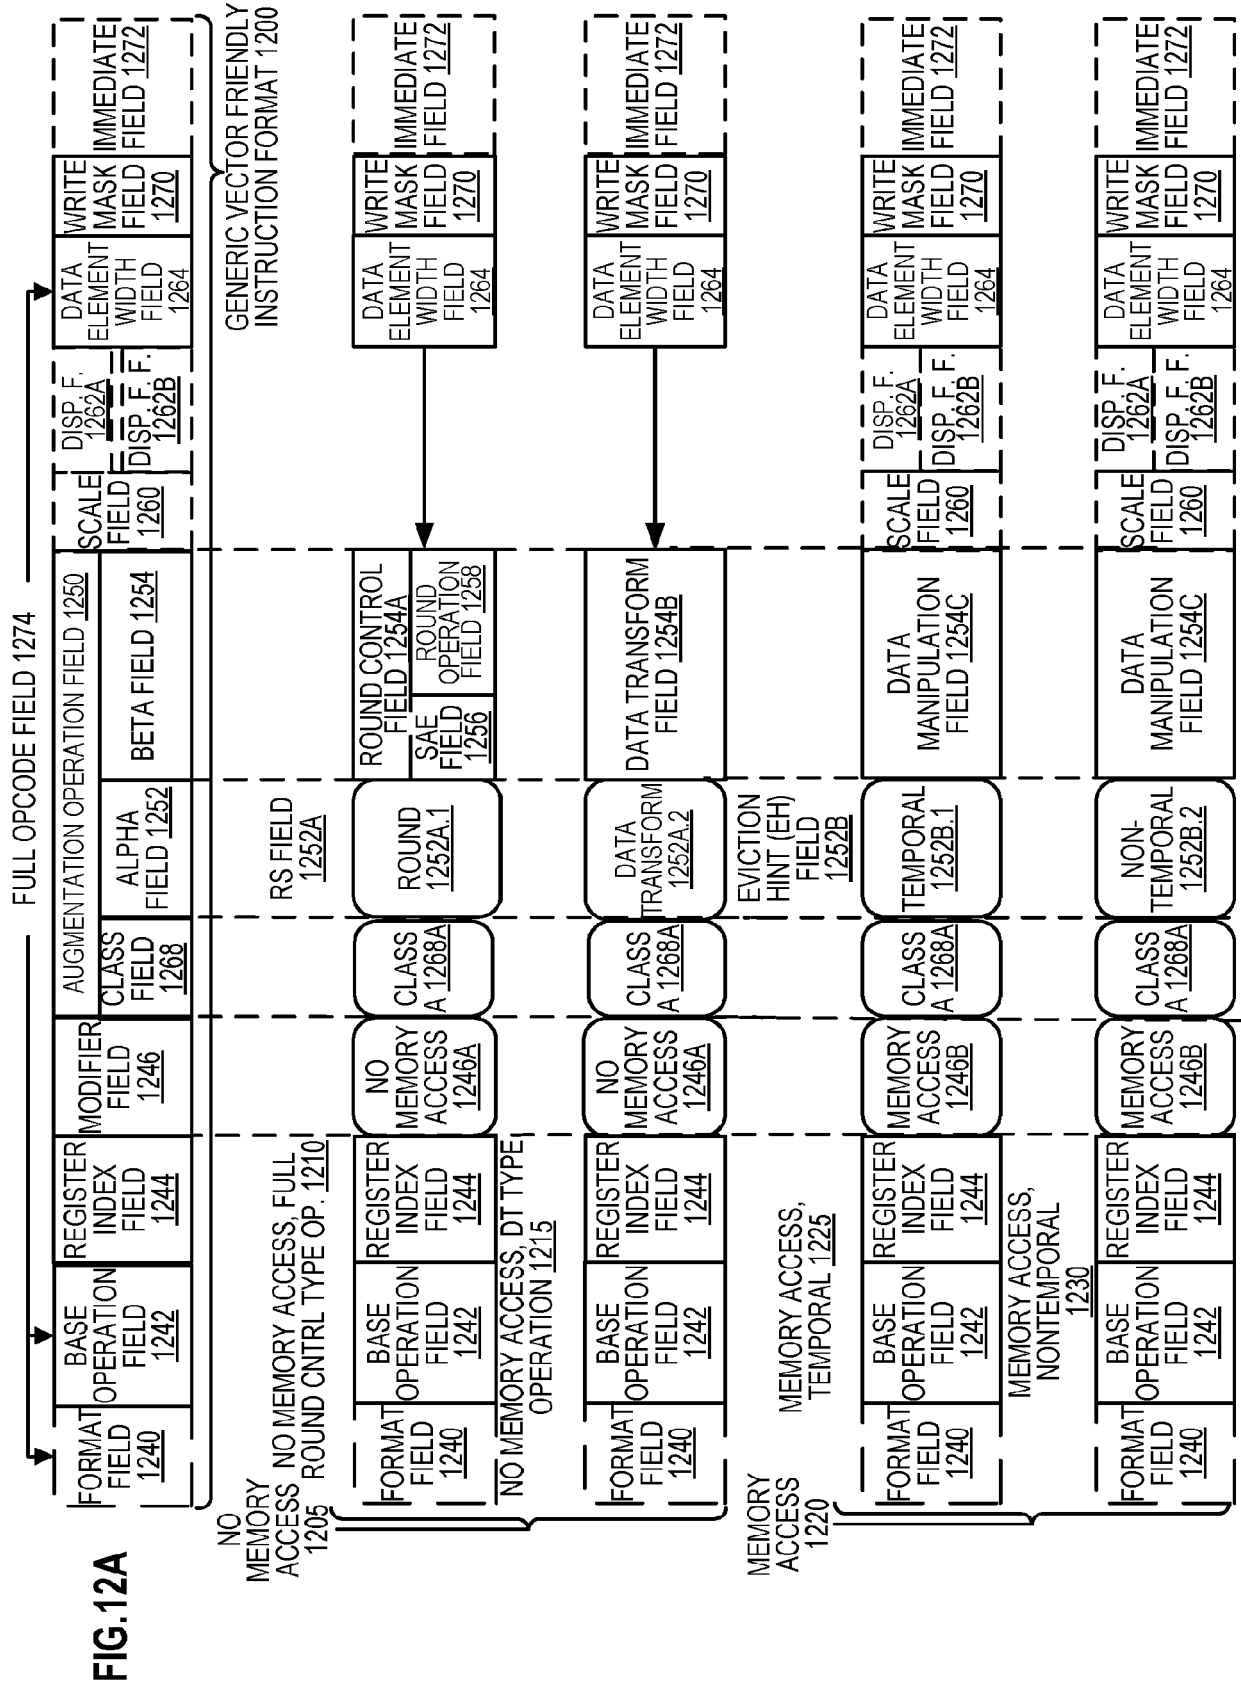 FIG.12A
FULL OPCODE FIELD 1274
FORMAT
FIELD
1240
BASE
OPERATION
FIELD
1242
REGISTER
INDEX
FIELD
1244
MODIFIER
FIELD
1246
AUGMENTATION OPERATION FIELD 1250
CLASS
FIELD
1268
ALPHA
FIELD 1252
BETA FIELD 1254
SCALE
FIELD
1260
DISP. F.
1262A
DISP. F. F.
1262B
DATA
ELEMENT
WIDTH
FIELD
1264
WRITE
MASK
FIELD
1270
IMMEDIATE
FIELD 1272
GENERIC VECTOR FRIENDLY
INSTRUCTION FORMAT 1200
NO
MEMORY
ACCESS
1205
NO MEMORY ACCESS, FULL
ROUND CNTRL TYPE OP. 1210
RS FIELD
1252A
FORMAT
FIELD
1240
BASE
OPERATION
FIELD
1242
REGISTER
INDEX
FIELD
1244
NO
MEMORY
ACCESS
1246A
CLASS
A 1268A
ROUND
1252A.1
ROUND CONTROL
FIELD 1254A
SAE
FIELD
1256
ROUND
OPERATION
FIELD 1258
DATA
ELEMENT
WIDTH
FIELD
1264
WRITE
MASK
FIELD
1270
IMMEDIATE
FIELD 1272
NO MEMORY ACCESS, DT TYPE
OPERATION 1215
FORMAT
FIELD
1240
BASE
OPERATION
FIELD
1242
REGISTER
INDEX
FIELD
1244
NO
MEMORY
ACCESS
1246A
CLASS
A 1268A
DATA
TRANSFORM
1252A.2
DATA TRANSFORM
FIELD 1254B
DATA
ELEMENT
WIDTH
FIELD
1264
WRITE
MASK
FIELD
1270
IMMEDIATE
FIELD 1272
MEMORY
ACCESS
1220
MEMORY ACCESS,
TEMPORAL 1225
EVICTION
HINT (EH)
FIELD
1252B
FORMAT
FIELD
1240
BASE
OPERATION
FIELD
1242
REGISTER
INDEX
FIELD
1244
MEMORY
ACCESS
1246B
CLASS
A 1268A
TEMPORAL
1252B.1
DATA
MANIPULATION
FIELD 1254C
SCALE
FIELD
1260
DISP. F.
1262A
DISP. F. F.
1262B
DATA
ELEMENT
WIDTH
FIELD
1264
WRITE
MASK
FIELD
1270
IMMEDIATE
FIELD 1272
MEMORY ACCESS,
NONTEMPORAL
1230
FORMAT
FIELD
1240
BASE
OPERATION
FIELD
1242
REGISTER
INDEX
FIELD
1244
MEMORY
ACCESS
1246B
CLASS
A 1268A
NON-
TEMPORAL
1252B.2
DATA
MANIPULATION
FIELD 1254C
SCALE
FIELD
1260
DISP. F.
1262A
DISP. F. F.
1262B
DATA
ELEMENT
WIDTH
FIELD
1264
WRITE
MASK
FIELD
1270
IMMEDIATE
FIELD 1272